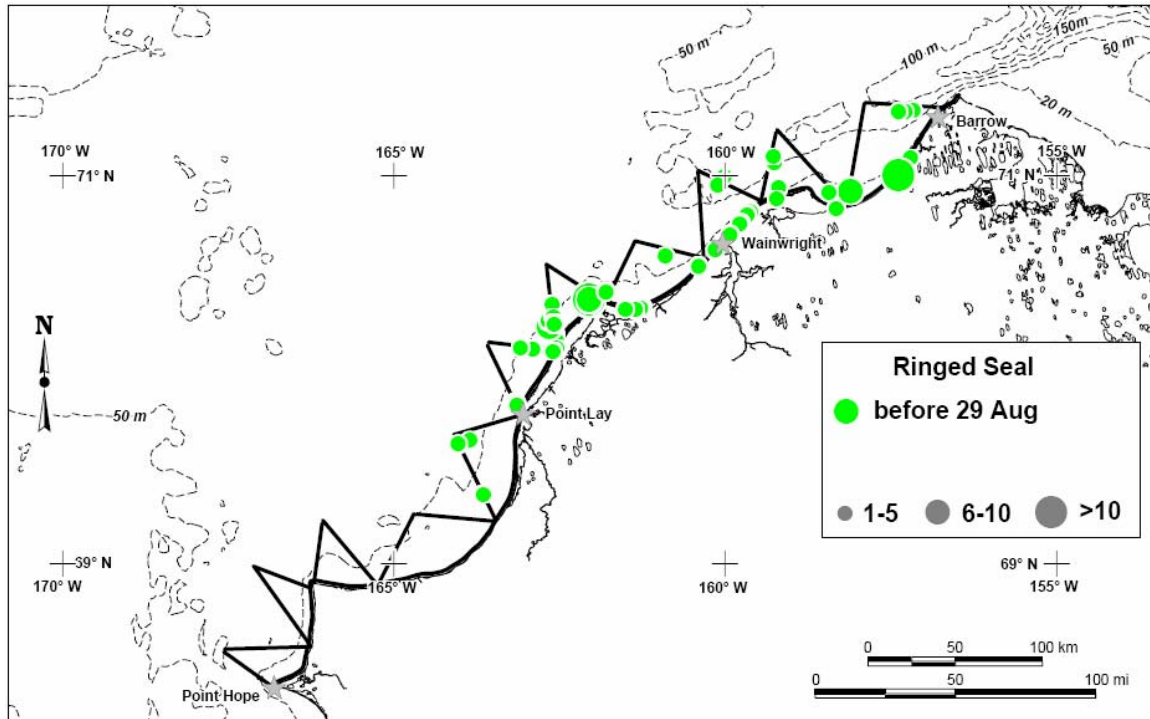 50 m
100 m
150m
50 m
20 m
Barrow
170° W
165° W
160° W
155° W
71° N
71° N
Wainwright
N
Ringed Seal
before 29 Aug
1-5
6-10
>10
50 m
Point Lay
69° N
69° N
170° W
165° W
160° W
155° W
Point Hope
0 50 100 km
0 50 100 mi